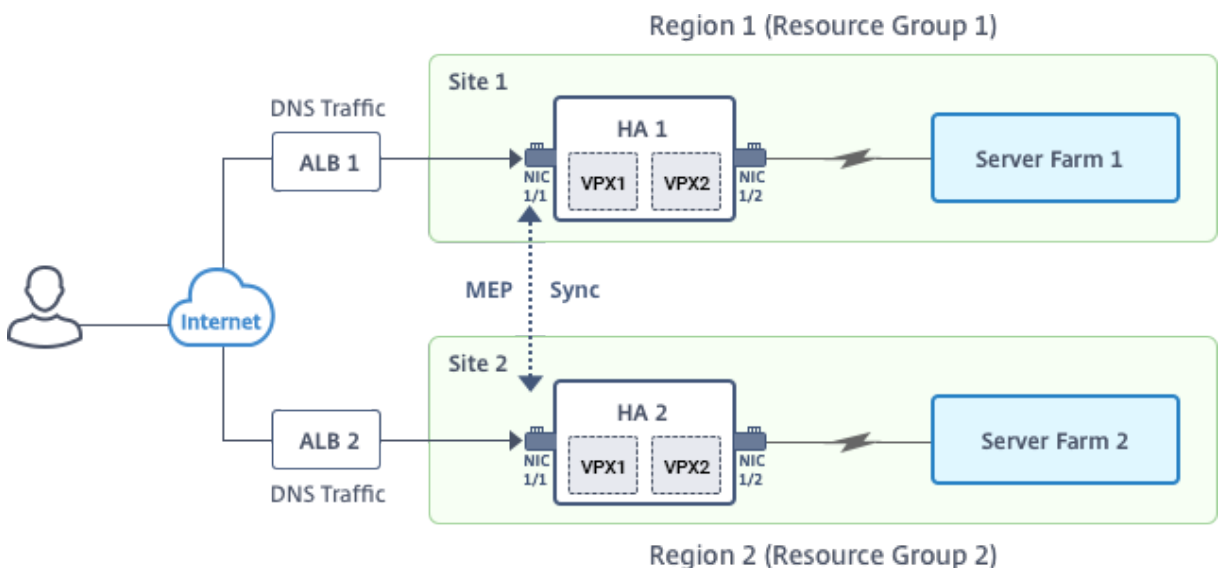 Region 1 (Resource Group 1)
Site 1
DNS Traffic
ALB 1
HA 1
VPX1
VPX2
NIC
1/1
NIC
1/2
Server Farm 1
MEP
Sync
Internet
Site 2
ALB 2
DNS Traffic
HA 2
VPX1
VPX2
NIC
1/1
NIC
1/2
Server Farm 2
Region 2 (Resource Group 2)